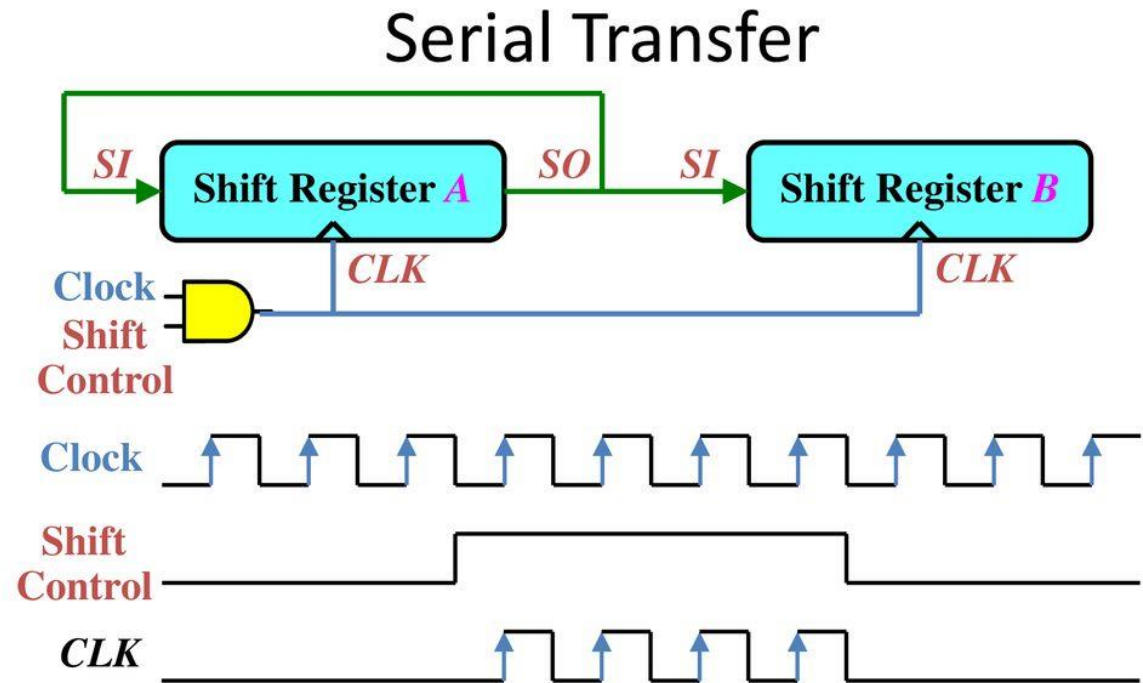 Serial Transfer
SI
SO
SI
Shift Register A
Shift Register B
CLK
CLK
Clock
Shift
Control
Clock
Shift
Control
CLK